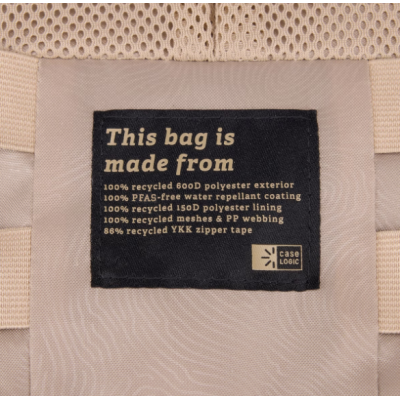 This bag is
made from
100% recycled 600D polyester exterior
100% PFAS-free water repellant coating
100% recycled 150D polyester lining
100% recycled meshes & PP webbing
86% recycled YKK zipper tape
case
LOGIC